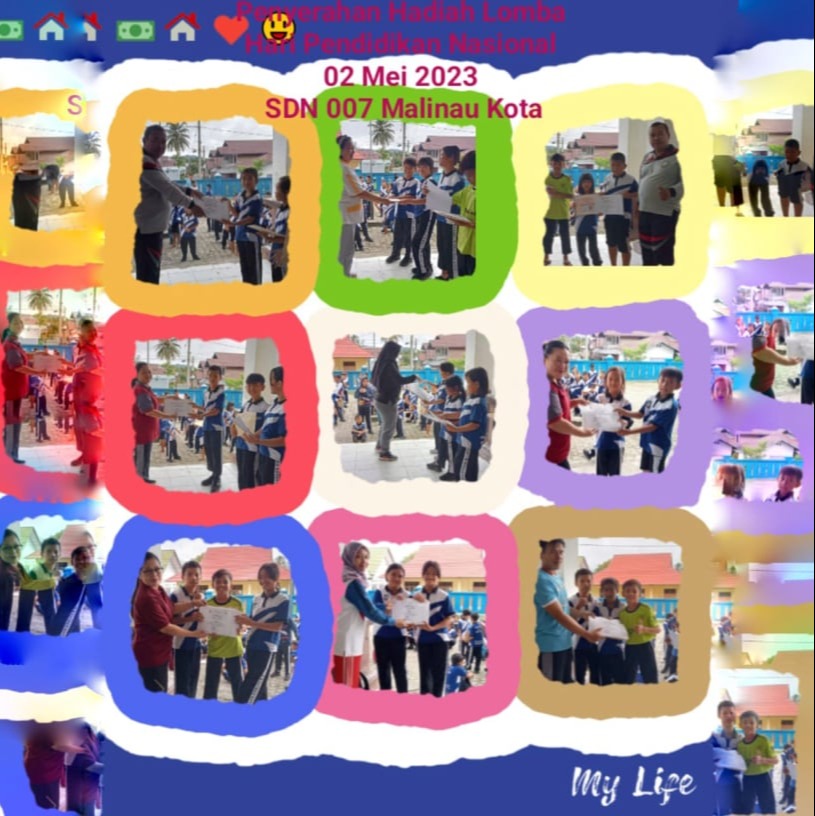 Penyerahan Hadiah Lomba
Hari Pendidikan Nasional
02 Mei 2023
S
SDN 007 Malinau Kota
My Life